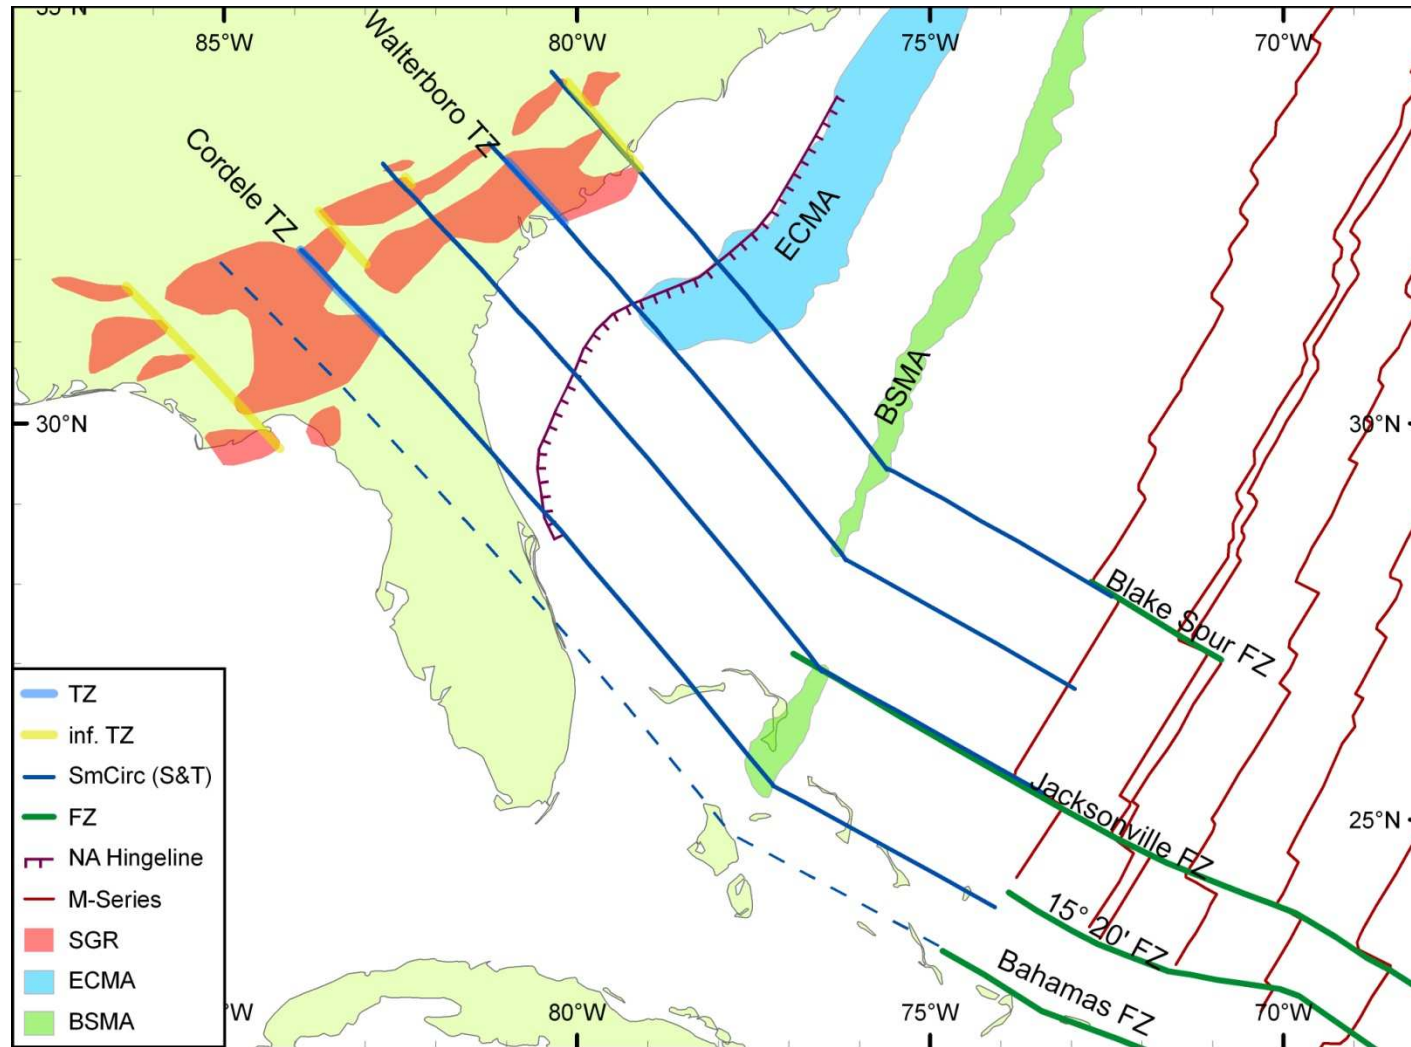 35°N
85°W
80°W
75°W
70°W
Walterboro TZ
Cordele TZ
ECMA
BSMA
30°N
30°N
Blake Spur FZ
Jacksonville FZ
25°N
15° 20' FZ
Bahamas FZ
TZ
inf. TZ
SmCirc (S&T)
FZ
NA Hingeline
M-Series
SGR
ECMA
BSMA
°W
80°W
75°W
70°W